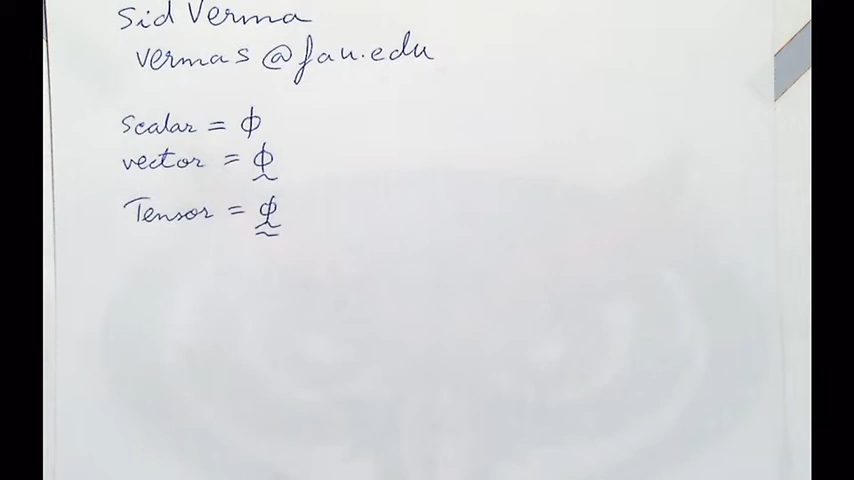 Sid Verma
vermas@fau.edu
Scalar = ϕ
vector = ϕ̰
Tensor = ϕ̰̰